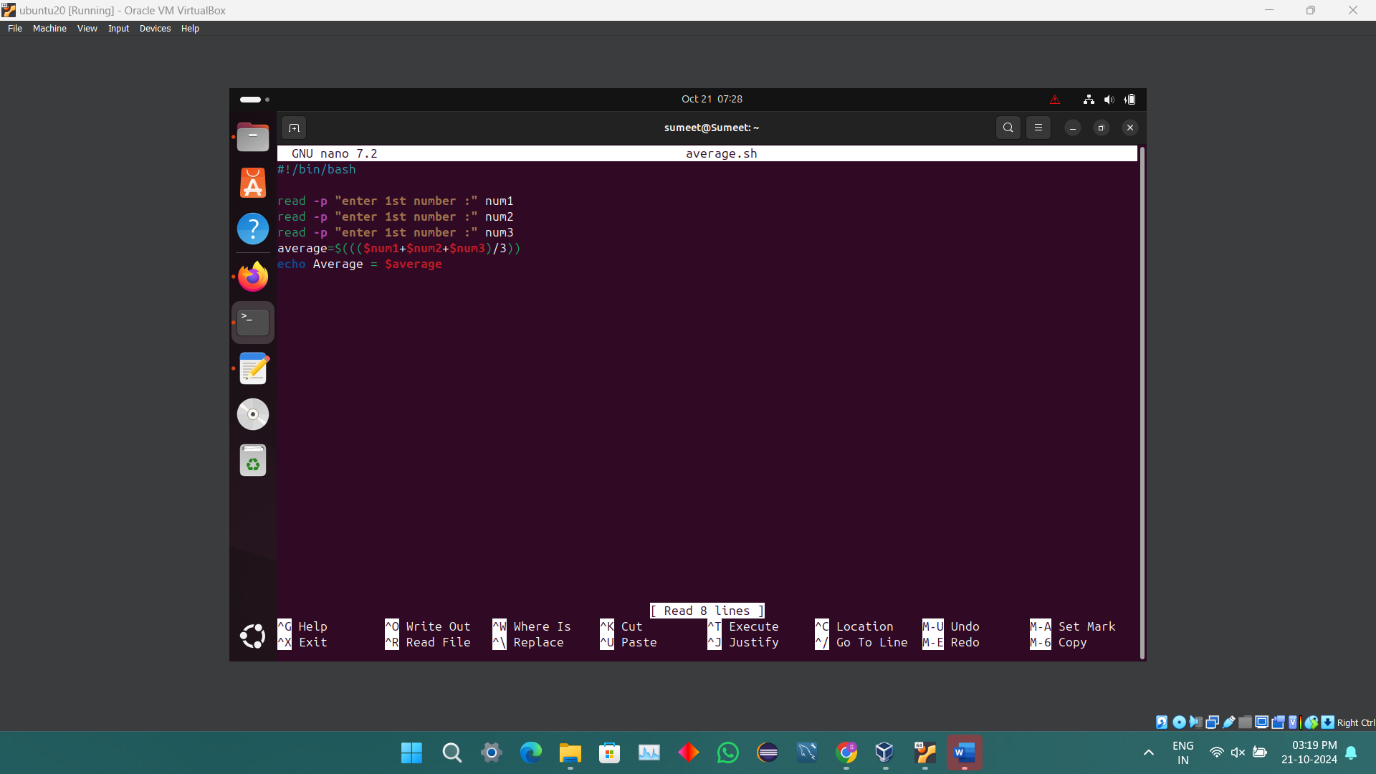 ubuntu20 [Running] - Oracle VM VirtualBox
File Machine View Input Devices Help
Oct 21 07:28
sumeet@Sumeet: ~
GNU nano 7.2 average.sh
#!/bin/bash
read -p "enter 1st number :" num1
read -p "enter 1st number :" num2
read -p "enter 1st number :" num3
average=$((($num1+$num2+$num3)/3))
echo Average = $average
[ Read 8 lines ]
^G Help ^O Write Out ^W Where Is ^K Cut ^T Execute ^C Location M-U Undo M-A Set Mark
^X Exit ^R Read File ^\ Replace ^U Paste ^J Justify ^/ Go To Line M-E Redo M-6 Copy
Right Ctrl
ENG
IN
03:19 PM
21-10-2024